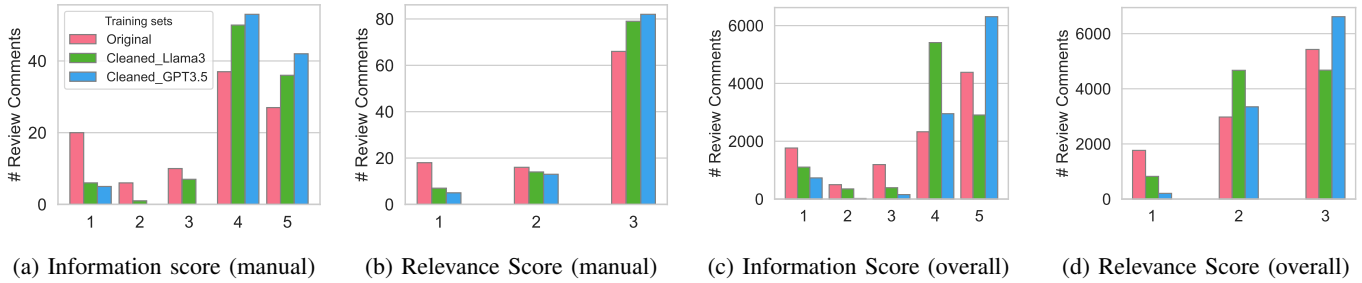 # Review Comments
40
20
0
Training sets
Original
Cleaned_Llama3
Cleaned_GPT3.5
1 2 3 4 5
(a) Information score (manual)
# Review Comments
80
60
40
20
0
1 2 3
(b) Relevance Score (manual)
# Review Comments
6000
4000
2000
0
1 2 3 4 5
(c) Information Score (overall)
# Review Comments
6000
4000
2000
0
1 2 3
(d) Relevance Score (overall)